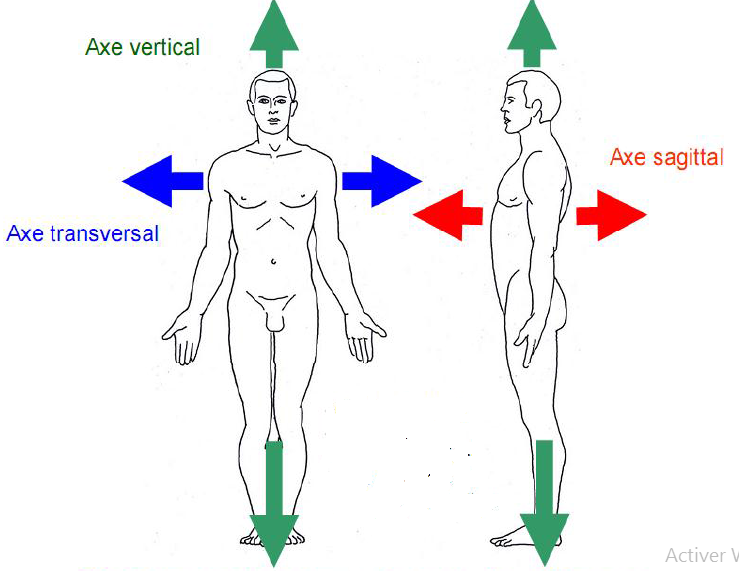 Axe vertical
Axe sagittal
Axe transversal
Activer